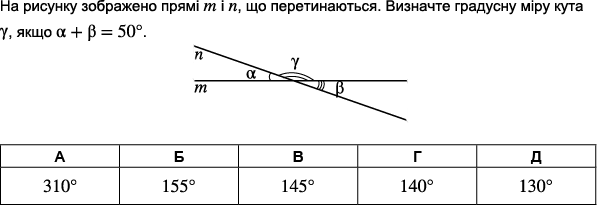 На рисунку зображено прямі m і n, що перетинаються. Визначте градусну міру кута
γ, якщо α + β = 50°.
n
α
γ
m
β
А Б В Г Д
310° 155° 145° 140° 130°